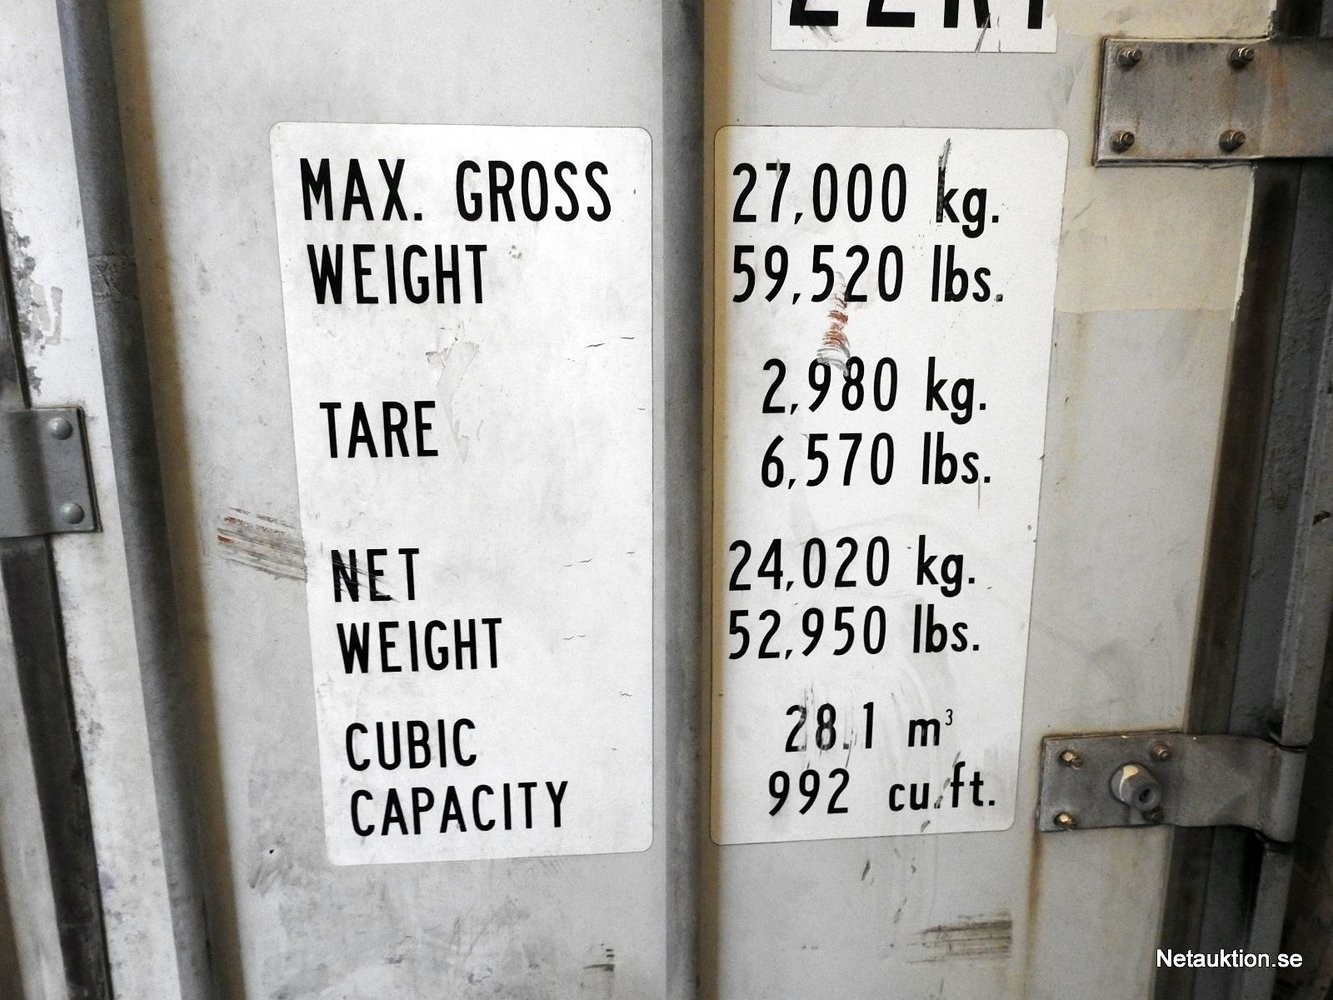 MAX. GROSS 27,000 kg.
WEIGHT 59,520 lbs.
2,980 kg.
TARE
6,570 lbs.
NET 24,020 kg.
WEIGHT 52,950 lbs.
CUBIC 28.1 m³
CAPACITY 992 cu.ft.
Netauktion.se